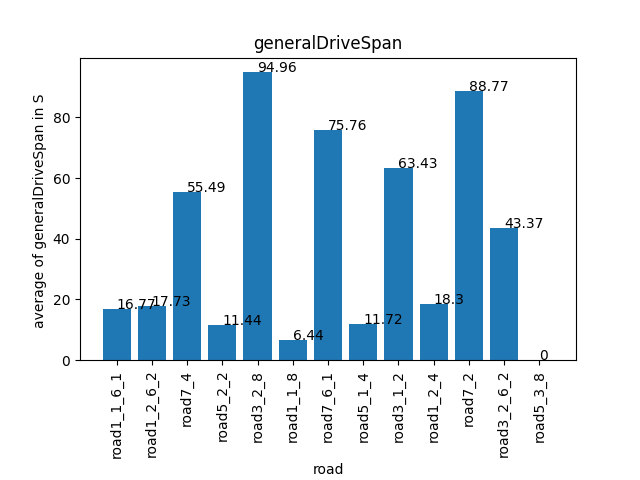 generalDriveSpan
average of generalDriveSpan in S
80
60
40
20
0
16.77
17.73
55.49
11.44
94.96
6.44
75.76
11.72
63.43
18.3
88.77
43.37
0
road1_1_6_1
road1_2_6_2
road7_4
road5_2_2
road3_2_8
road1_1_8
road7_6_1
road5_1_4
road3_1_2
road1_2_4
road7_2
road3_2_6_2
road5_3_8
road